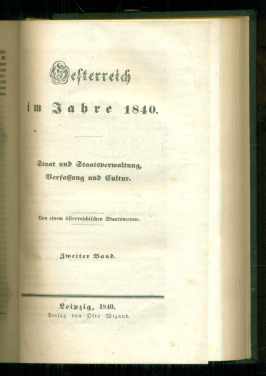 Oesterreich
im Jahre 1840.
Staat und Staatsverwaltung,
Verfassung und Cultur.
Von einem österreichischen Staatsmanne.
Zweiter Band.
Leipzig, 1840.
Verlag von Otto Wigand.